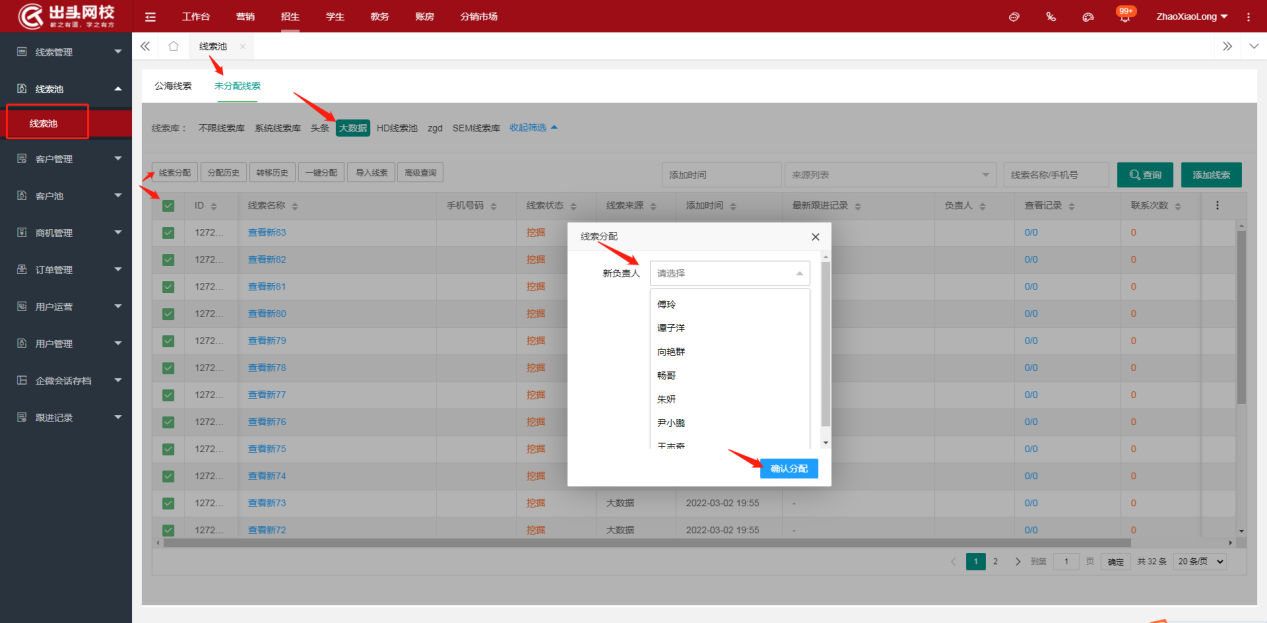 出头网校
教之有道，学之有方
工作台 营销 招生 学生 教务 账房 分销市场
99+
ZhaoXiaoLong
线索管理
线索池
线索池
客户管理
客户池
商机管理
订单管理
用户运营
用户管理
企微会话存档
跟进记录
线索池
公海线索 未分配线索
线索库： 不限线索库 系统线索库 头条 大数据 HD线索池 zgd SEM线索库 收起筛选
线索分配 分配历史 转移历史 一键分配 导入线索 高级查询 添加时间 来源列表 线索名称/手机号 查询 添加线索
ID 线索名称 手机号码 线索状态 线索来源 添加时间 最新跟进记录 负责人 查看记录 联系次数
1272... 查看新83 挖掘 0/0 0
1272... 查看新82 挖掘 0/0 0
1272... 查看新81 挖掘 0/0 0
1272... 查看新80 挖掘 0/0 0
1272... 查看新79 挖掘 0/0 0
1272... 查看新78 挖掘 0/0 0
1272... 查看新77 挖掘 0/0 0
1272... 查看新76 挖掘 0/0 0
1272... 查看新75 挖掘 0/0 0
1272... 查看新74 挖掘 0/0 0
1272... 查看新73 挖掘 大数据 2022-03-02 19:55 - 0/0 0
1272... 查看新72 挖掘 大数据 2022-03-02 19:55 - 0/0 0
线索分配
新负责人 请选择
傅玲
谭子洋
向艳群
畅哥
朱妍
尹小鹏
确认分配
1 2 到第 1 页 确定 共 32 条 20 条/页